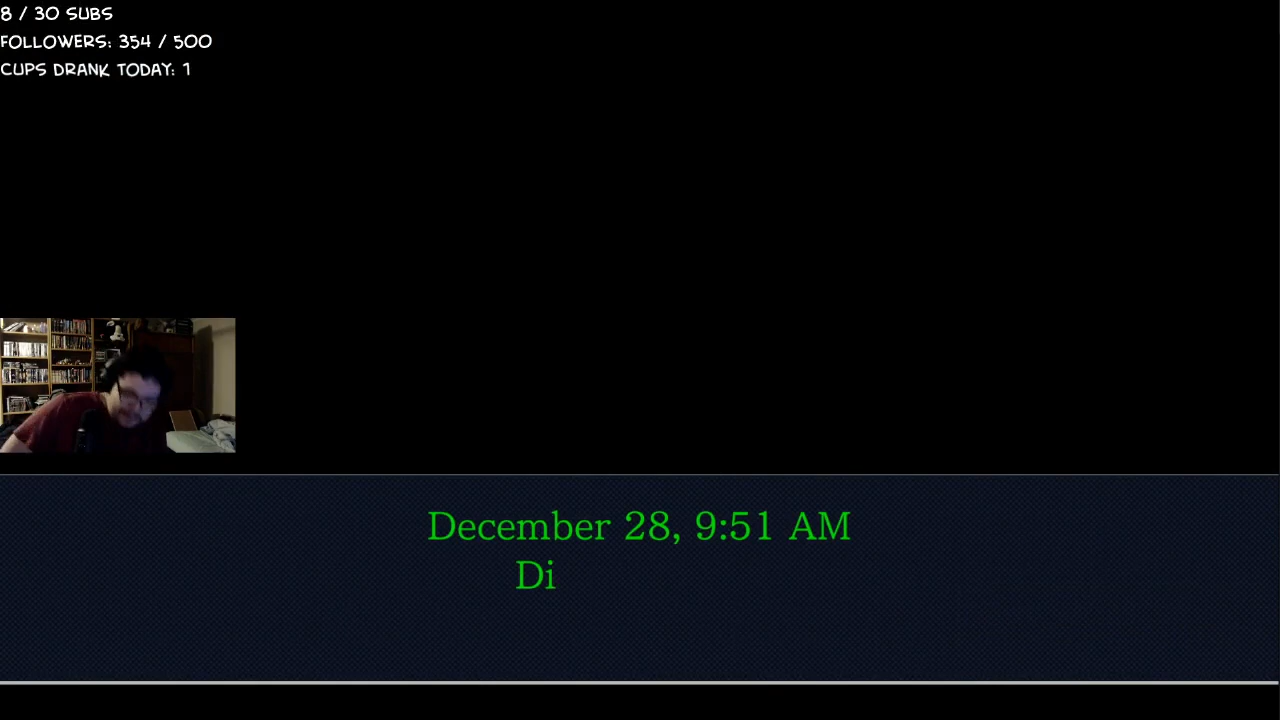 8 / 30 SUBS
FOLLOWERS: 354 / 500
CUPS DRANK TODAY: 1
December 28, 9:51 AM
Di